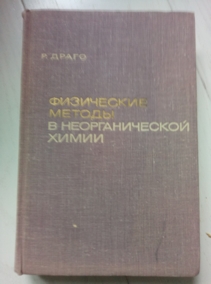 Р. ДРАГО
ФИЗИЧЕСКИЕ
МЕТОДЫ
В НЕОРГАНИЧЕСКОЙ
ХИМИИ